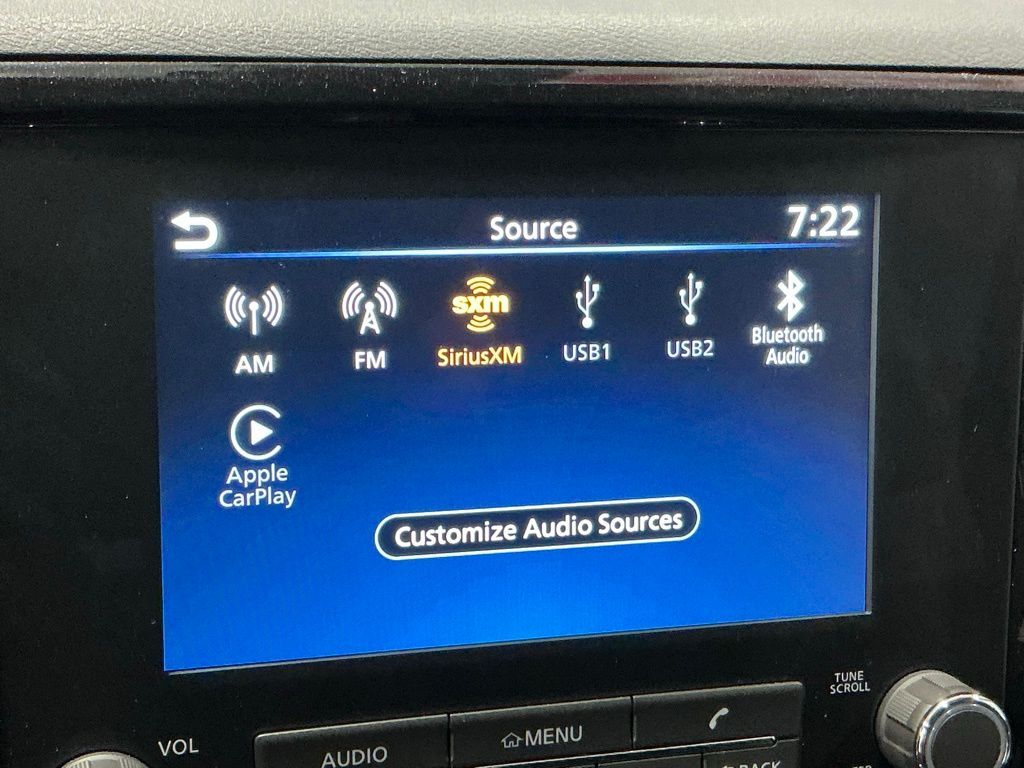 Source
7:22
AM
FM
sxm
SiriusXM
USB1
USB2
Bluetooth
Audio
Apple
CarPlay
Customize Audio Sources
TUNE
SCROLL
VOL
AUDIO
MENU
BACK